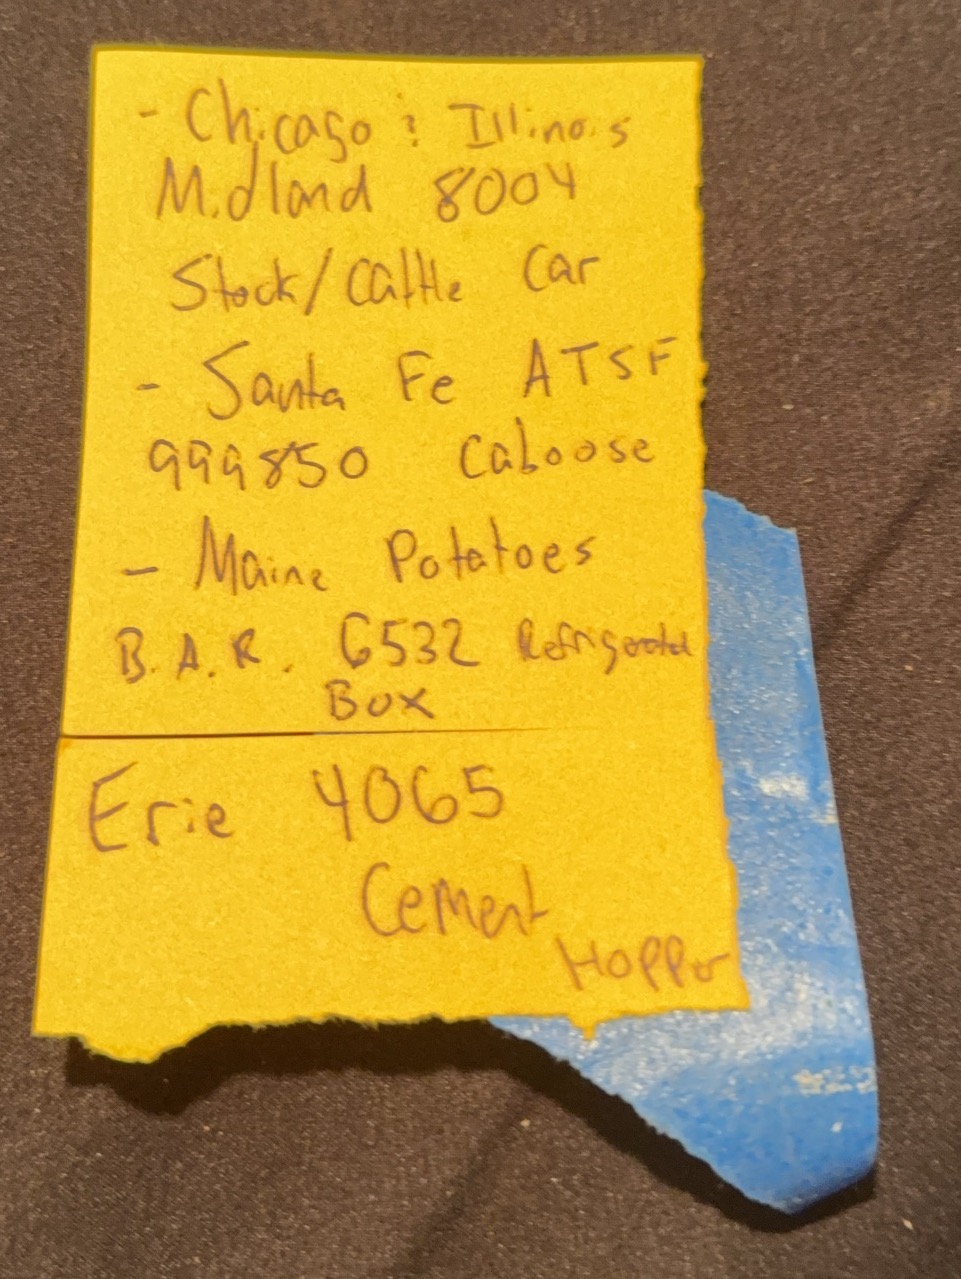 - Chicago & Illinois
Midland 8004
Stock/Cattle Car
- Santa Fe ATSF
999850 Caboose
- Maine Potatoes
B.A.R. 6532 Refrigerated
Box
Erie 4065
Cement
Hopper